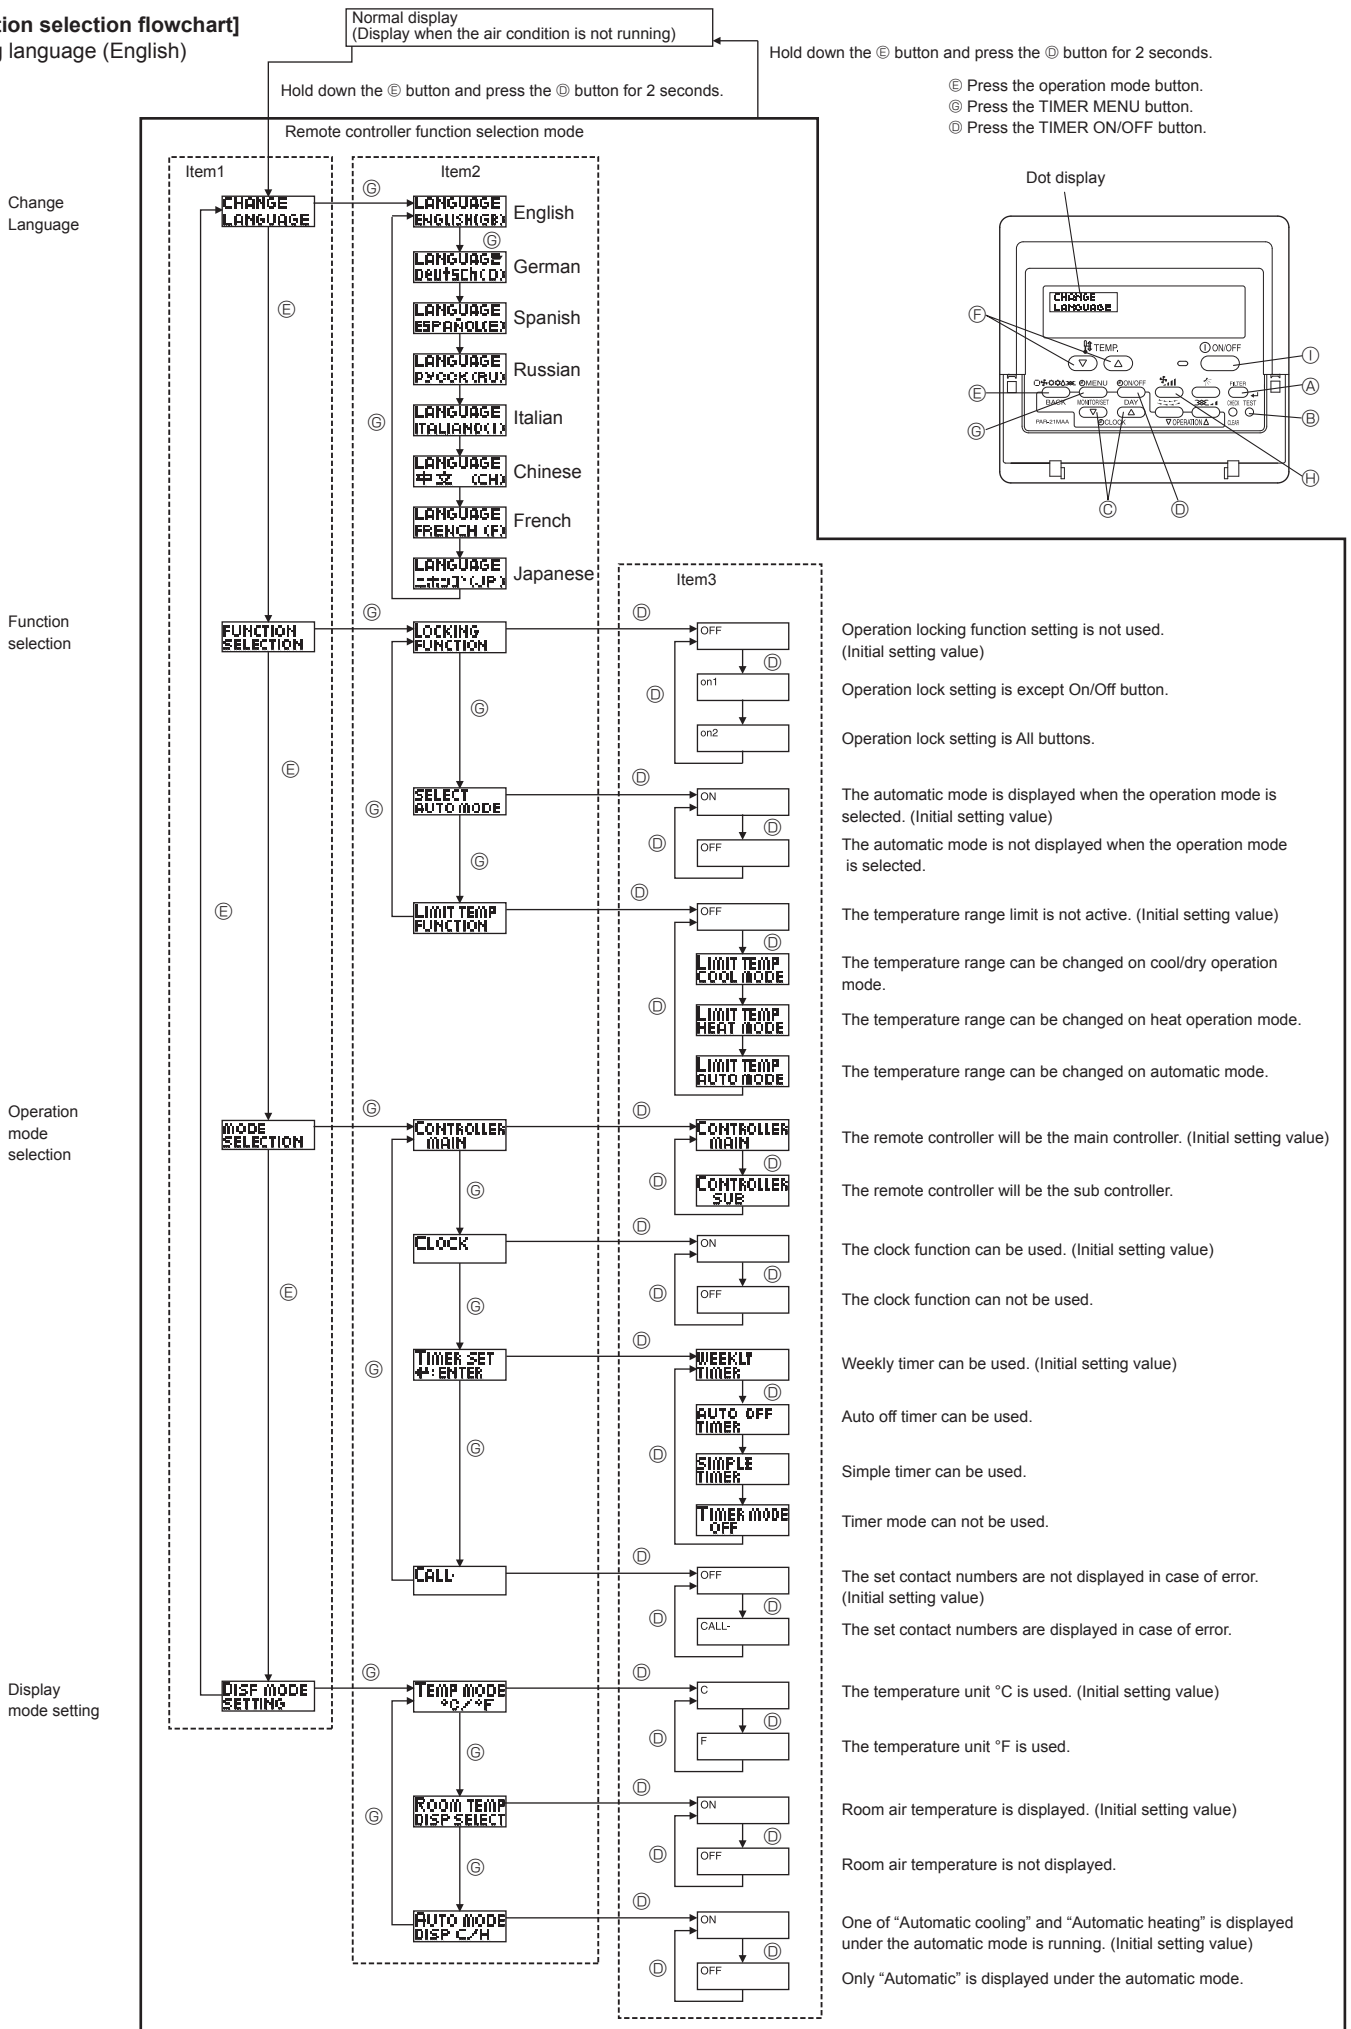 tion selection flowchart]
g language (English)
Normal display
(Display when the air condition is not running)
Hold down the Ⓔ button and press the Ⓓ button for 2 seconds.
Hold down the Ⓔ button and press the Ⓓ button for 2 seconds.
Ⓔ Press the operation mode button.
Ⓖ Press the TIMER MENU button.
Ⓓ Press the TIMER ON/OFF button.
Remote controller function selection mode
Item1
Item2
Dot display
Change
Language
CHANGE
LANGUAGE
Ⓖ
LANGUAGE
ENGLISH(GB)
English
Ⓖ
LANGUAGE
Deutsch(D)
German
Ⓔ
LANGUAGE
ESPAÑOL(E)
Spanish
LANGUAGE
РУССК(RU)
Russian
Ⓖ
LANGUAGE
ITALIANO(I)
Italian
LANGUAGE
中文 (CH)
Chinese
LANGUAGE
FRENCH (F)
French
LANGUAGE
ニホンゴ(JP)
Japanese
CHANGE
LANGUAGE
Ⓕ
TEMP.
ON/OFF
Ⓘ
Ⓔ
MENU
ON/OFF
FILTER
Ⓐ
BACK
MONITOR/SET
DAY
CHECK
TEST
Ⓑ
PAR-21MAA
CLOCK
▽ OPERATION △
CLEAR
Ⓖ
Ⓗ
Ⓒ
Ⓓ
Item3
Function
selection
FUNCTION
SELECTION
Ⓖ
LOCKING
FUNCTION
Ⓓ
OFF
Operation locking function setting is not used.
(Initial setting value)
Ⓓ
Ⓖ
Ⓓ
on1
Operation lock setting is except On/Off button.
on2
Operation lock setting is All buttons.
Ⓔ
Ⓖ
SELECT
AUTO MODE
Ⓓ
ON
The automatic mode is displayed when the operation mode is
selected. (Initial setting value)
Ⓓ
Ⓖ
Ⓓ
OFF
The automatic mode is not displayed when the operation mode
is selected.
Ⓔ
LIMIT TEMP
FUNCTION
Ⓓ
OFF
The temperature range limit is not active. (Initial setting value)
Ⓓ
LIMIT TEMP
COOL MODE
The temperature range can be changed on cool/dry operation
mode.
Ⓓ
LIMIT TEMP
HEAT MODE
The temperature range can be changed on heat operation mode.
LIMIT TEMP
AUTO MODE
The temperature range can be changed on automatic mode.
Operation
mode
selection
MODE
SELECTION
Ⓖ
CONTROLLER
MAIN
Ⓓ
CONTROLLER
MAIN
The remote controller will be the main controller. (Initial setting value)
Ⓓ
Ⓖ
Ⓓ
CONTROLLER
SUB
The remote controller will be the sub controller.
CLOCK
Ⓓ
ON
The clock function can be used. (Initial setting value)
Ⓓ
Ⓔ
Ⓖ
Ⓓ
OFF
The clock function can not be used.
Ⓖ
TIMER SET
↵:ENTER
Ⓓ
WEEKLY
TIMER
Weekly timer can be used. (Initial setting value)
Ⓓ
AUTO OFF
TIMER
Auto off timer can be used.
Ⓖ
Ⓓ
SIMPLE
TIMER
Simple timer can be used.
TIMER MODE
OFF
Timer mode can not be used.
CALL-
Ⓓ
OFF
The set contact numbers are not displayed in case of error.
(Initial setting value)
Ⓓ
Ⓓ
CALL-
The set contact numbers are displayed in case of error.
Display
mode setting
DISP MODE
SETTING
Ⓖ
TEMP MODE
°C/°F
Ⓓ
C
The temperature unit °C is used. (Initial setting value)
Ⓓ
Ⓖ
Ⓓ
F
The temperature unit °F is used.
Ⓖ
ROOM TEMP
DISP SELECT
Ⓓ
ON
Room air temperature is displayed. (Initial setting value)
Ⓓ
Ⓖ
Ⓓ
OFF
Room air temperature is not displayed.
AUTO MODE
DISP C/H
Ⓓ
ON
One of “Automatic cooling” and “Automatic heating” is displayed
under the automatic mode is running. (Initial setting value)
Ⓓ
Ⓓ
OFF
Only “Automatic” is displayed under the automatic mode.